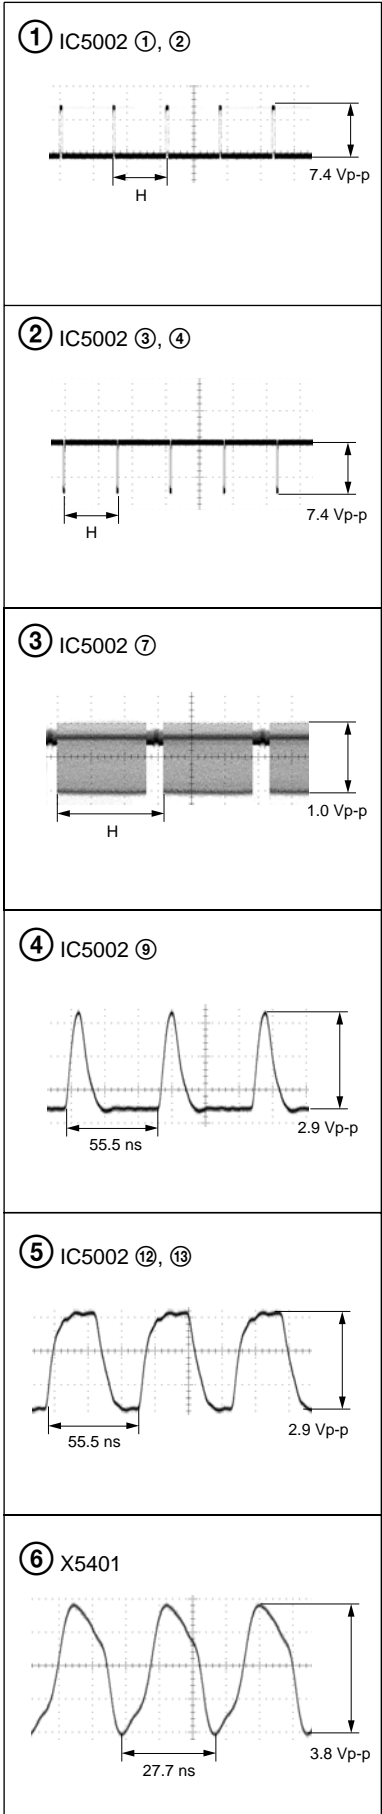 ① IC5002 ①, ②
7.4 Vp-p
H
② IC5002 ③, ④
7.4 Vp-p
H
③ IC5002 ⑦
1.0 Vp-p
H
④ IC5002 ⑨
2.9 Vp-p
55.5 ns
⑤ IC5002 ⑫, ⑬
2.9 Vp-p
55.5 ns
⑥ X5401
3.8 Vp-p
27.7 ns